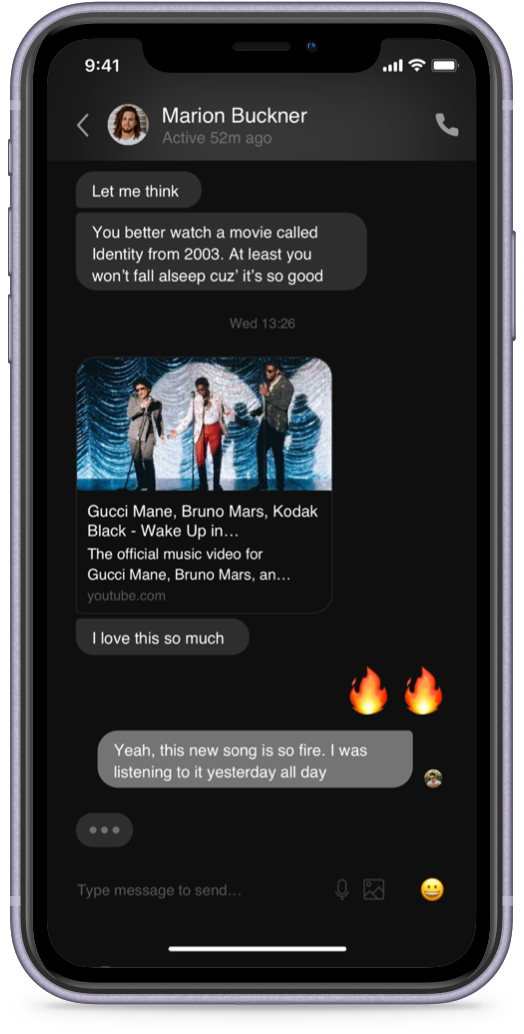 9:41
Marion Buckner
Active 52m ago
Let me think
You better watch a movie called
Identity from 2003. At least you
won’t fall alseep cuz’ it’s so good
Wed 13:26
Gucci Mane, Bruno Mars, Kodak
Black - Wake Up in…
The official music video for
Gucci Mane, Bruno Mars, an…
youtube.com
I love this so much
🔥 🔥
Yeah, this new song is so fire. I was
listening to it yesterday all day
Type message to send…